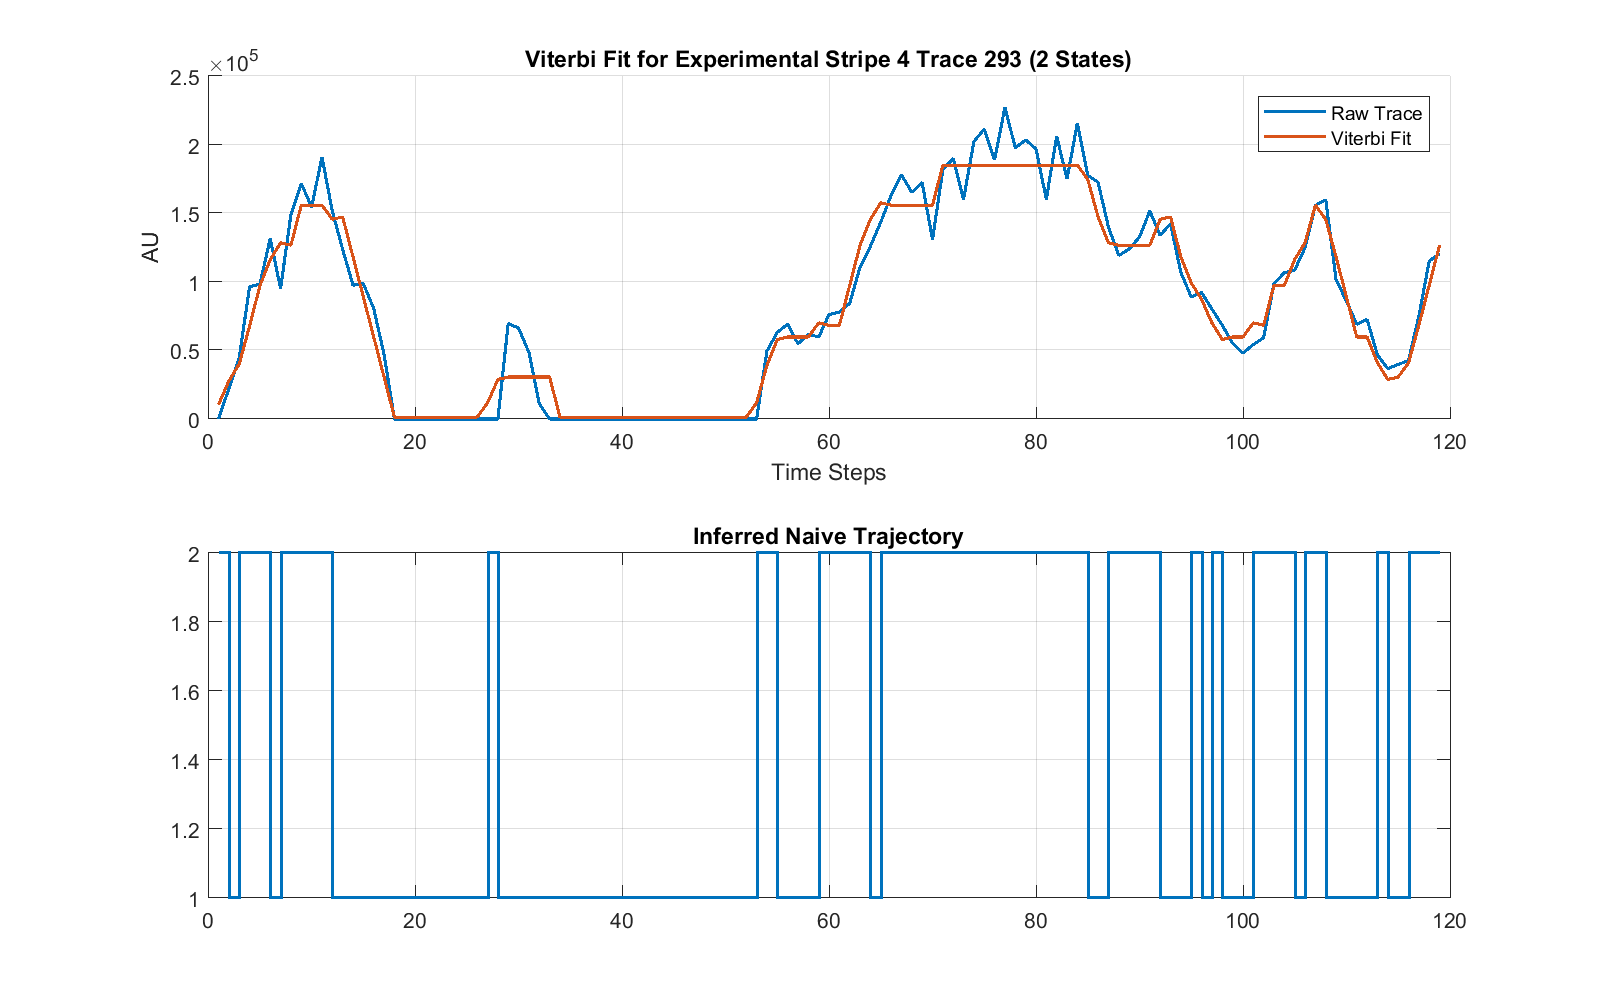 Viterbi Fit for Experimental Stripe 4 Trace 293 (2 States)
×10⁵
2.5
2
1.5
1
0.5
0
AU
Raw Trace
Viterbi Fit
0 20 40 60 80 100 120
Time Steps
Inferred Naive Trajectory
2
1.8
1.6
1.4
1.2
1
0 20 40 60 80 100 120